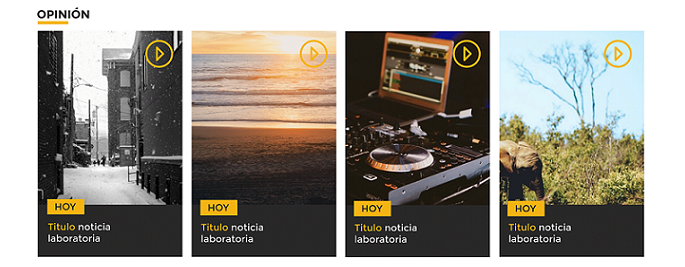 OPINIÓN
HOY
Titulo noticia
laboratoria
HOY
Titulo noticia
laboratoria
HOY
Titulo noticia
laboratoria
HOY
Titulo noticia
laboratoria